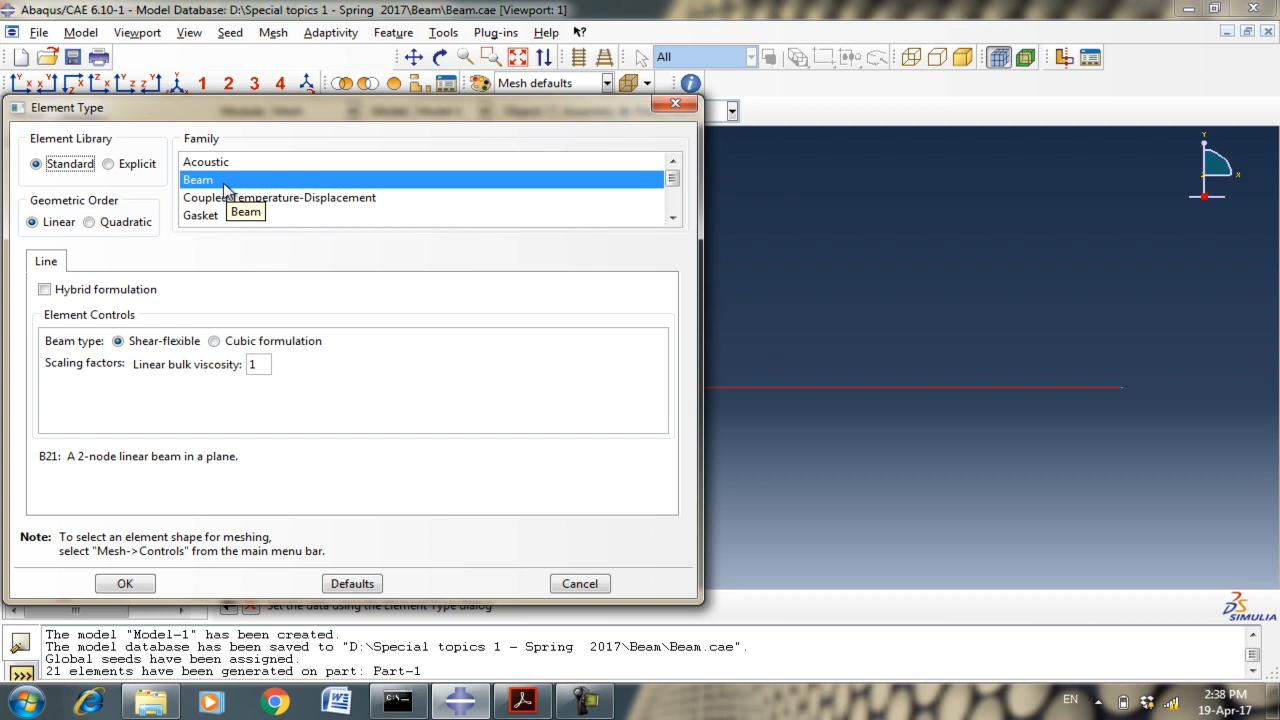 Abaqus/CAE 6.10-1 - Model Database: D:\Special topics 1 - Spring  2017\Beam\Beam.cae [Viewport: 1]
File Model Viewport View Seed Mesh Adaptivity Feature Tools Plug-ins Help
All
1 2 3 4 Mesh defaults
Element Type
Element Library
Standard Explicit
Geometric Order
Linear Quadratic
Family
Acoustic
Beam
Coupled Temperature-Displacement
Gasket
Beam
Line
Hybrid formulation
Element Controls
Beam type: Shear-flexible Cubic formulation
Scaling factors: Linear bulk viscosity: 1
B21: A 2-node linear beam in a plane.
Note: To select an element shape for meshing,
select "Mesh->Controls" from the main menu bar.
OK Defaults Cancel
Y
X
Set the data using the Element Type dialog
SIMULIA
The model "Model-1" has been created.
The model database has been saved to "D:\Special topics 1 - Spring  2017\Beam\Beam.cae".
Global seeds have been assigned.
21 elements have been generated on part: Part-1
EN
2:38 PM
19-Apr-17